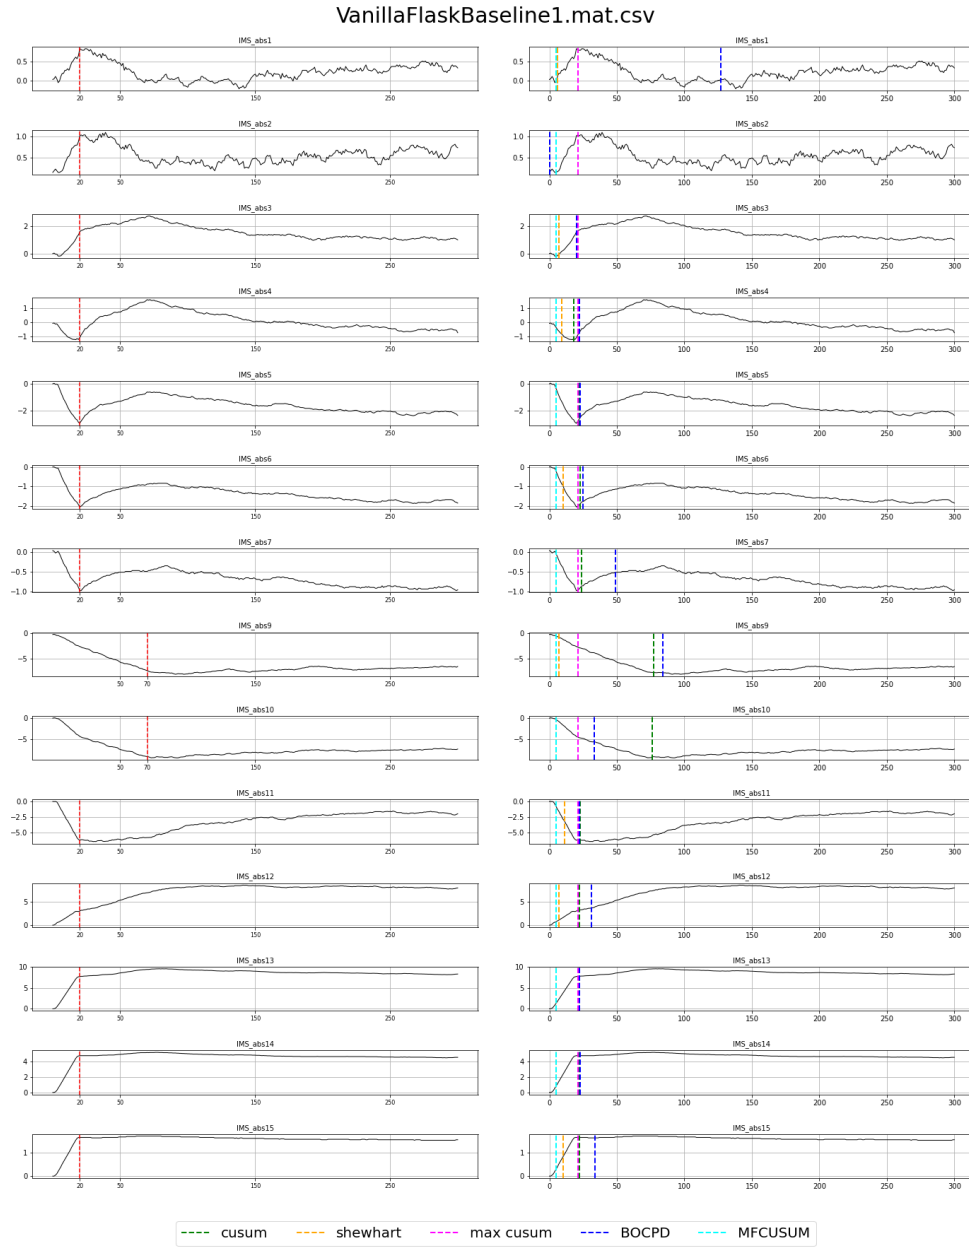 VanillaFlaskBaseline1.mat.csv
IMS_abs1
IMS_abs1
0.5
0.0
20 50 150 250
0.5
0.0
0 50 100 150 200 250 300
IMS_abs2
IMS_abs2
1.0
0.5
20 50 150 250
1.0
0.5
0 50 100 150 200 250 300
IMS_abs3
IMS_abs3
2
0
20 50 150 250
2
0
0 50 100 150 200 250 300
IMS_abs4
IMS_abs4
1
0
−1
20 50 150 250
1
0
−1
0 50 100 150 200 250 300
IMS_abs5
IMS_abs5
0
−2
20 50 150 250
0
−2
0 50 100 150 200 250 300
IMS_abs6
IMS_abs6
0
−1
−2
20 50 150 250
0
−1
−2
0 50 100 150 200 250 300
IMS_abs7
IMS_abs7
0.0
−0.5
−1.0
20 50 150 250
0.0
−0.5
−1.0
0 50 100 150 200 250 300
IMS_abs9
IMS_abs9
0
−5
50 70 150 250
0
−5
0 50 100 150 200 250 300
IMS_abs10
IMS_abs10
0
−5
50 70 150 250
0
−5
0 50 100 150 200 250 300
IMS_abs11
IMS_abs11
0.0
−2.5
−5.0
20 50 150 250
0.0
−2.5
−5.0
0 50 100 150 200 250 300
IMS_abs12
IMS_abs12
5
0
20 50 150 250
5
0
0 50 100 150 200 250 300
IMS_abs13
IMS_abs13
10
5
0
20 50 150 250
10
5
0
0 50 100 150 200 250 300
IMS_abs14
IMS_abs14
4
2
0
20 50 150 250
4
2
0
0 50 100 150 200 250 300
IMS_abs15
IMS_abs15
1
0
20 50 150 250
1
0
0 50 100 150 200 250 300
cusum shewhart max cusum BOCPD MFCUSUM